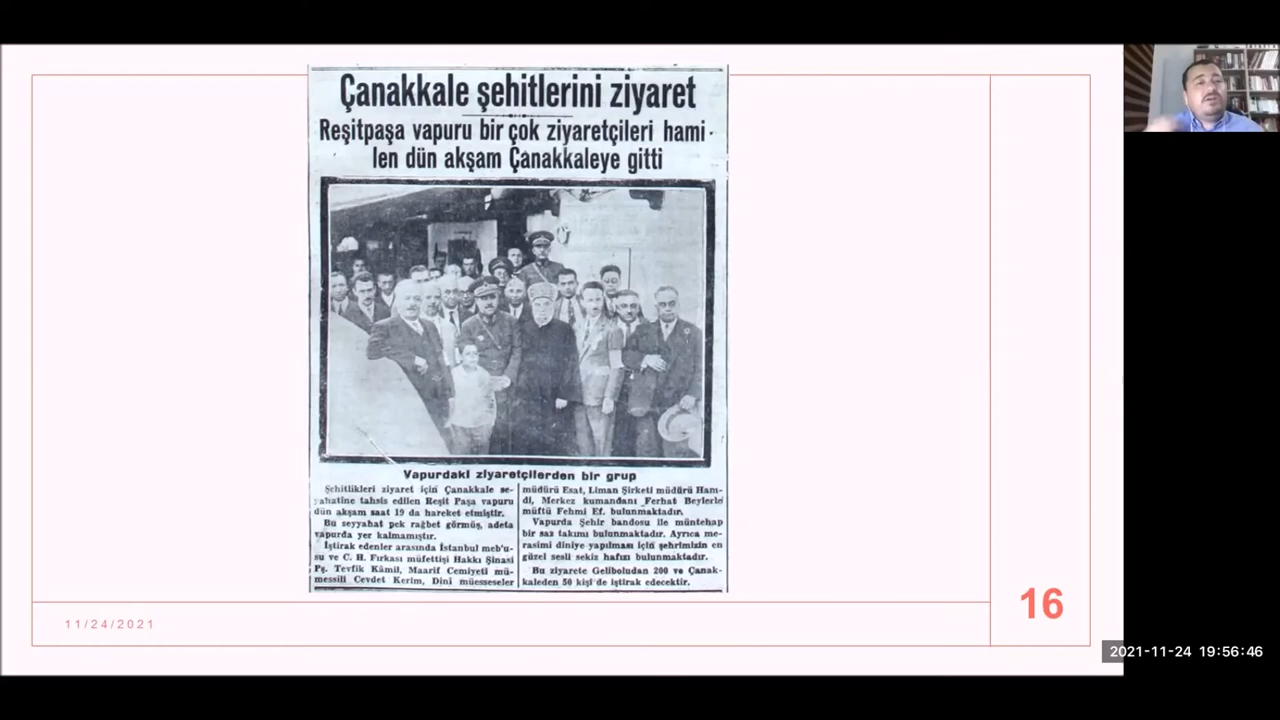 Çanakkale şehitlerini ziyaret
Reşitpaşa vapuru bir çok ziyaretçileri hami-
len dün akşam Çanakkaleye gitti
Vapurdaki ziyaretçilerden bir grup
Şehitlikleri ziyaret için Çanakkale se-
yahatine tahsis edilen Reşit Paşa vapuru
dün akşam saat 19 da hareket etmiştir.
Bu seyyahat pek rağbet görmüş, adeta
vapurda yer kalmamıştır.
İştirak edenler arasında İstanbul meb'u-
su ve C. H. Fırkası müfettişi Hakkı Şinasi
Pş. Tevfik Kâmil, Maarif Cemiyeti mü-
messili Cevdet Kerim, Dinî müesseseler
müdürü Esat, Liman Şirketi müdürü Ham-
di, Merkez kumandanı Ferhat Beylerle
müftü Fehmi Ef. bulunmaktadır.
Vapurda Şehir bandosu ile müntehap
bir saz takımı bulunmaktadır. Ayrıca me-
rasimi diniye yapılması için şehrimizin en
güzel sesli sekiz hafızı bulunmaktadır.
Bu ziyarete Geliboludan 200 ve Çanak-
kaleden 50 kişi de iştirak edecektir.
11/24/2021
16
2021-11-24 19:56:46